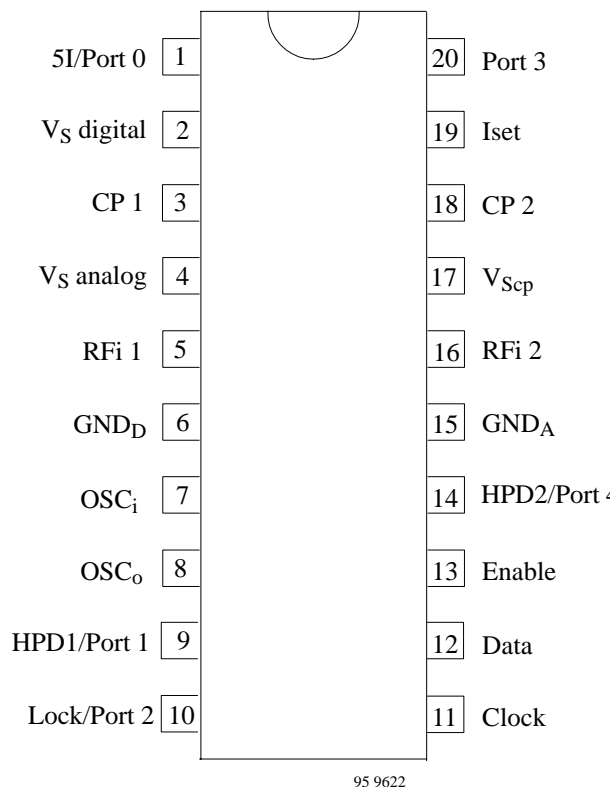 5I/Port 0 1 20 Port 3
VS digital 2 19 Iset
CP 1 3 18 CP 2
VS analog 4 17 VScp
RFi 1 5 16 RFi 2
GNDD 6 15 GNDA
OSCi 7 14 HPD2/Port 4
OSCo 8 13 Enable
HPD1/Port 1 9 12 Data
Lock/Port 2 10 11 Clock
95 9622